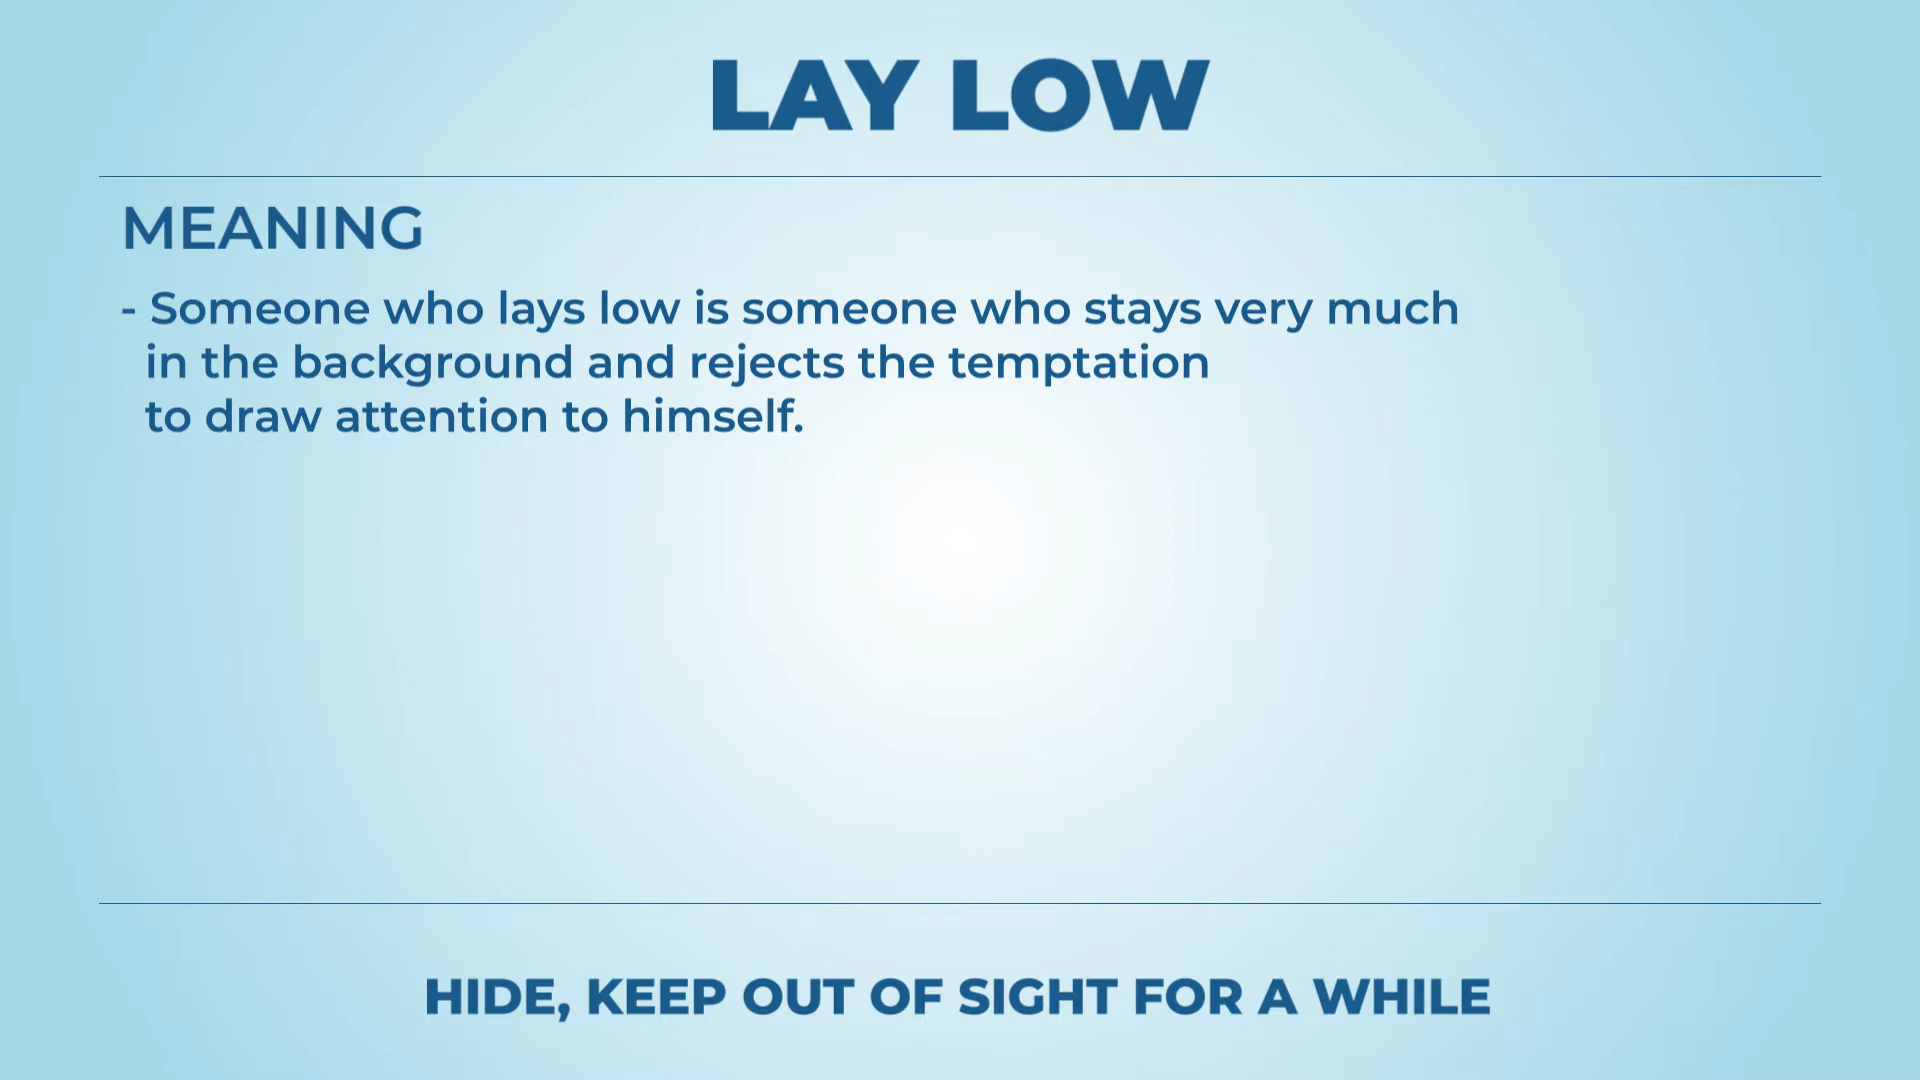 LAY LOW
MEANING
- Someone who lays low is someone who stays very much
in the background and rejects the temptation
to draw attention to himself.
HIDE, KEEP OUT OF SIGHT FOR A WHILE